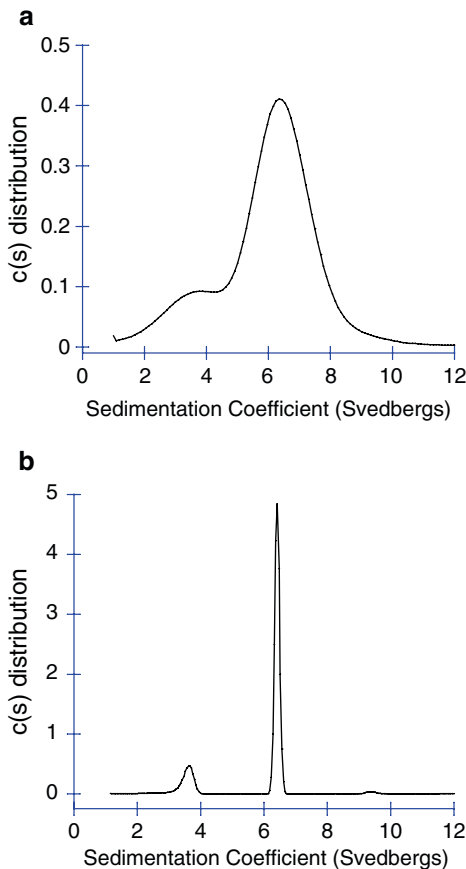 a
0.5
0.4
0.3
0.2
0.1
0
c(s) distribution
0 2 4 6 8 10 12
Sedimentation Coefficient (Svedbergs)
b
5
4
3
2
1
0
c(s) distribution
0 2 4 6 8 10 12
Sedimentation Coefficient (Svedbergs)